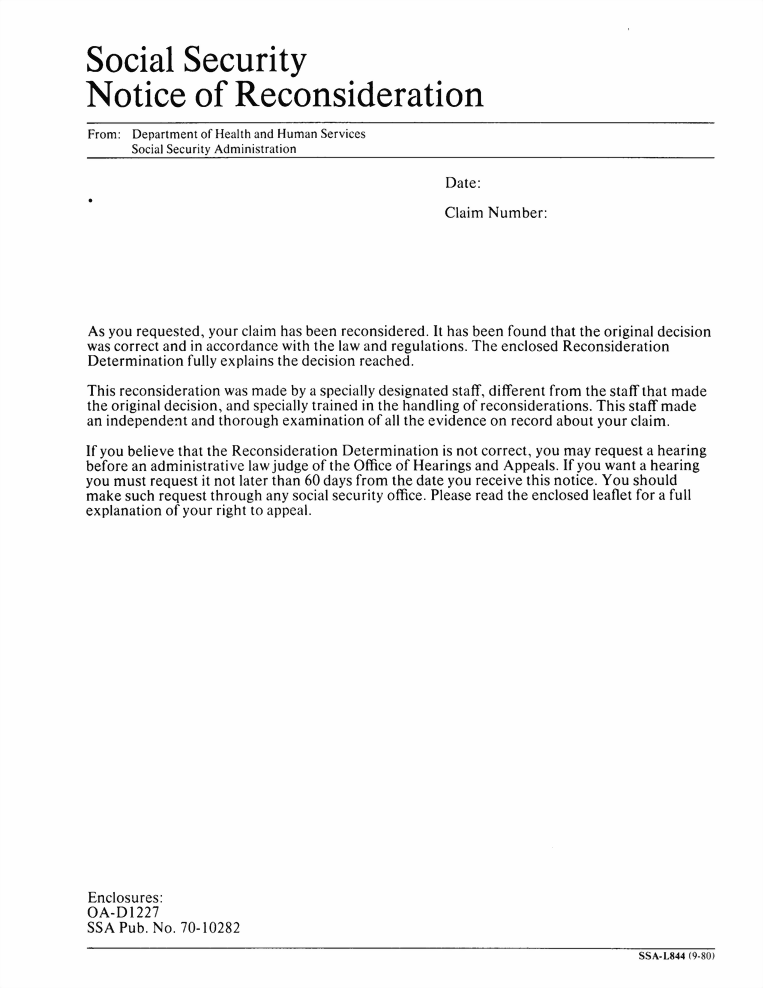 Social Security
Notice of Reconsideration
From: Department of Health and Human Services
Social Security Administration
Date:
Claim Number:
As you requested, your claim has been reconsidered. It has been found that the original decision
was correct and in accordance with the law and regulations. The enclosed Reconsideration
Determination fully explains the decision reached.
This reconsideration was made by a specially designated staff, different from the staff that made
the original decision, and specially trained in the handling of reconsiderations. This staff made
an independent and thorough examination of all the evidence on record about your claim.
If you believe that the Reconsideration Determination is not correct, you may request a hearing
before an administrative law judge of the Office of Hearings and Appeals. If you want a hearing
you must request it not later than 60 days from the date you receive this notice. You should
make such request through any social security office. Please read the enclosed leaflet for a full
explanation of your right to appeal.
Enclosures:
OA-D1227
SSA Pub. No. 70-10282
SSA-L844 (9-80)